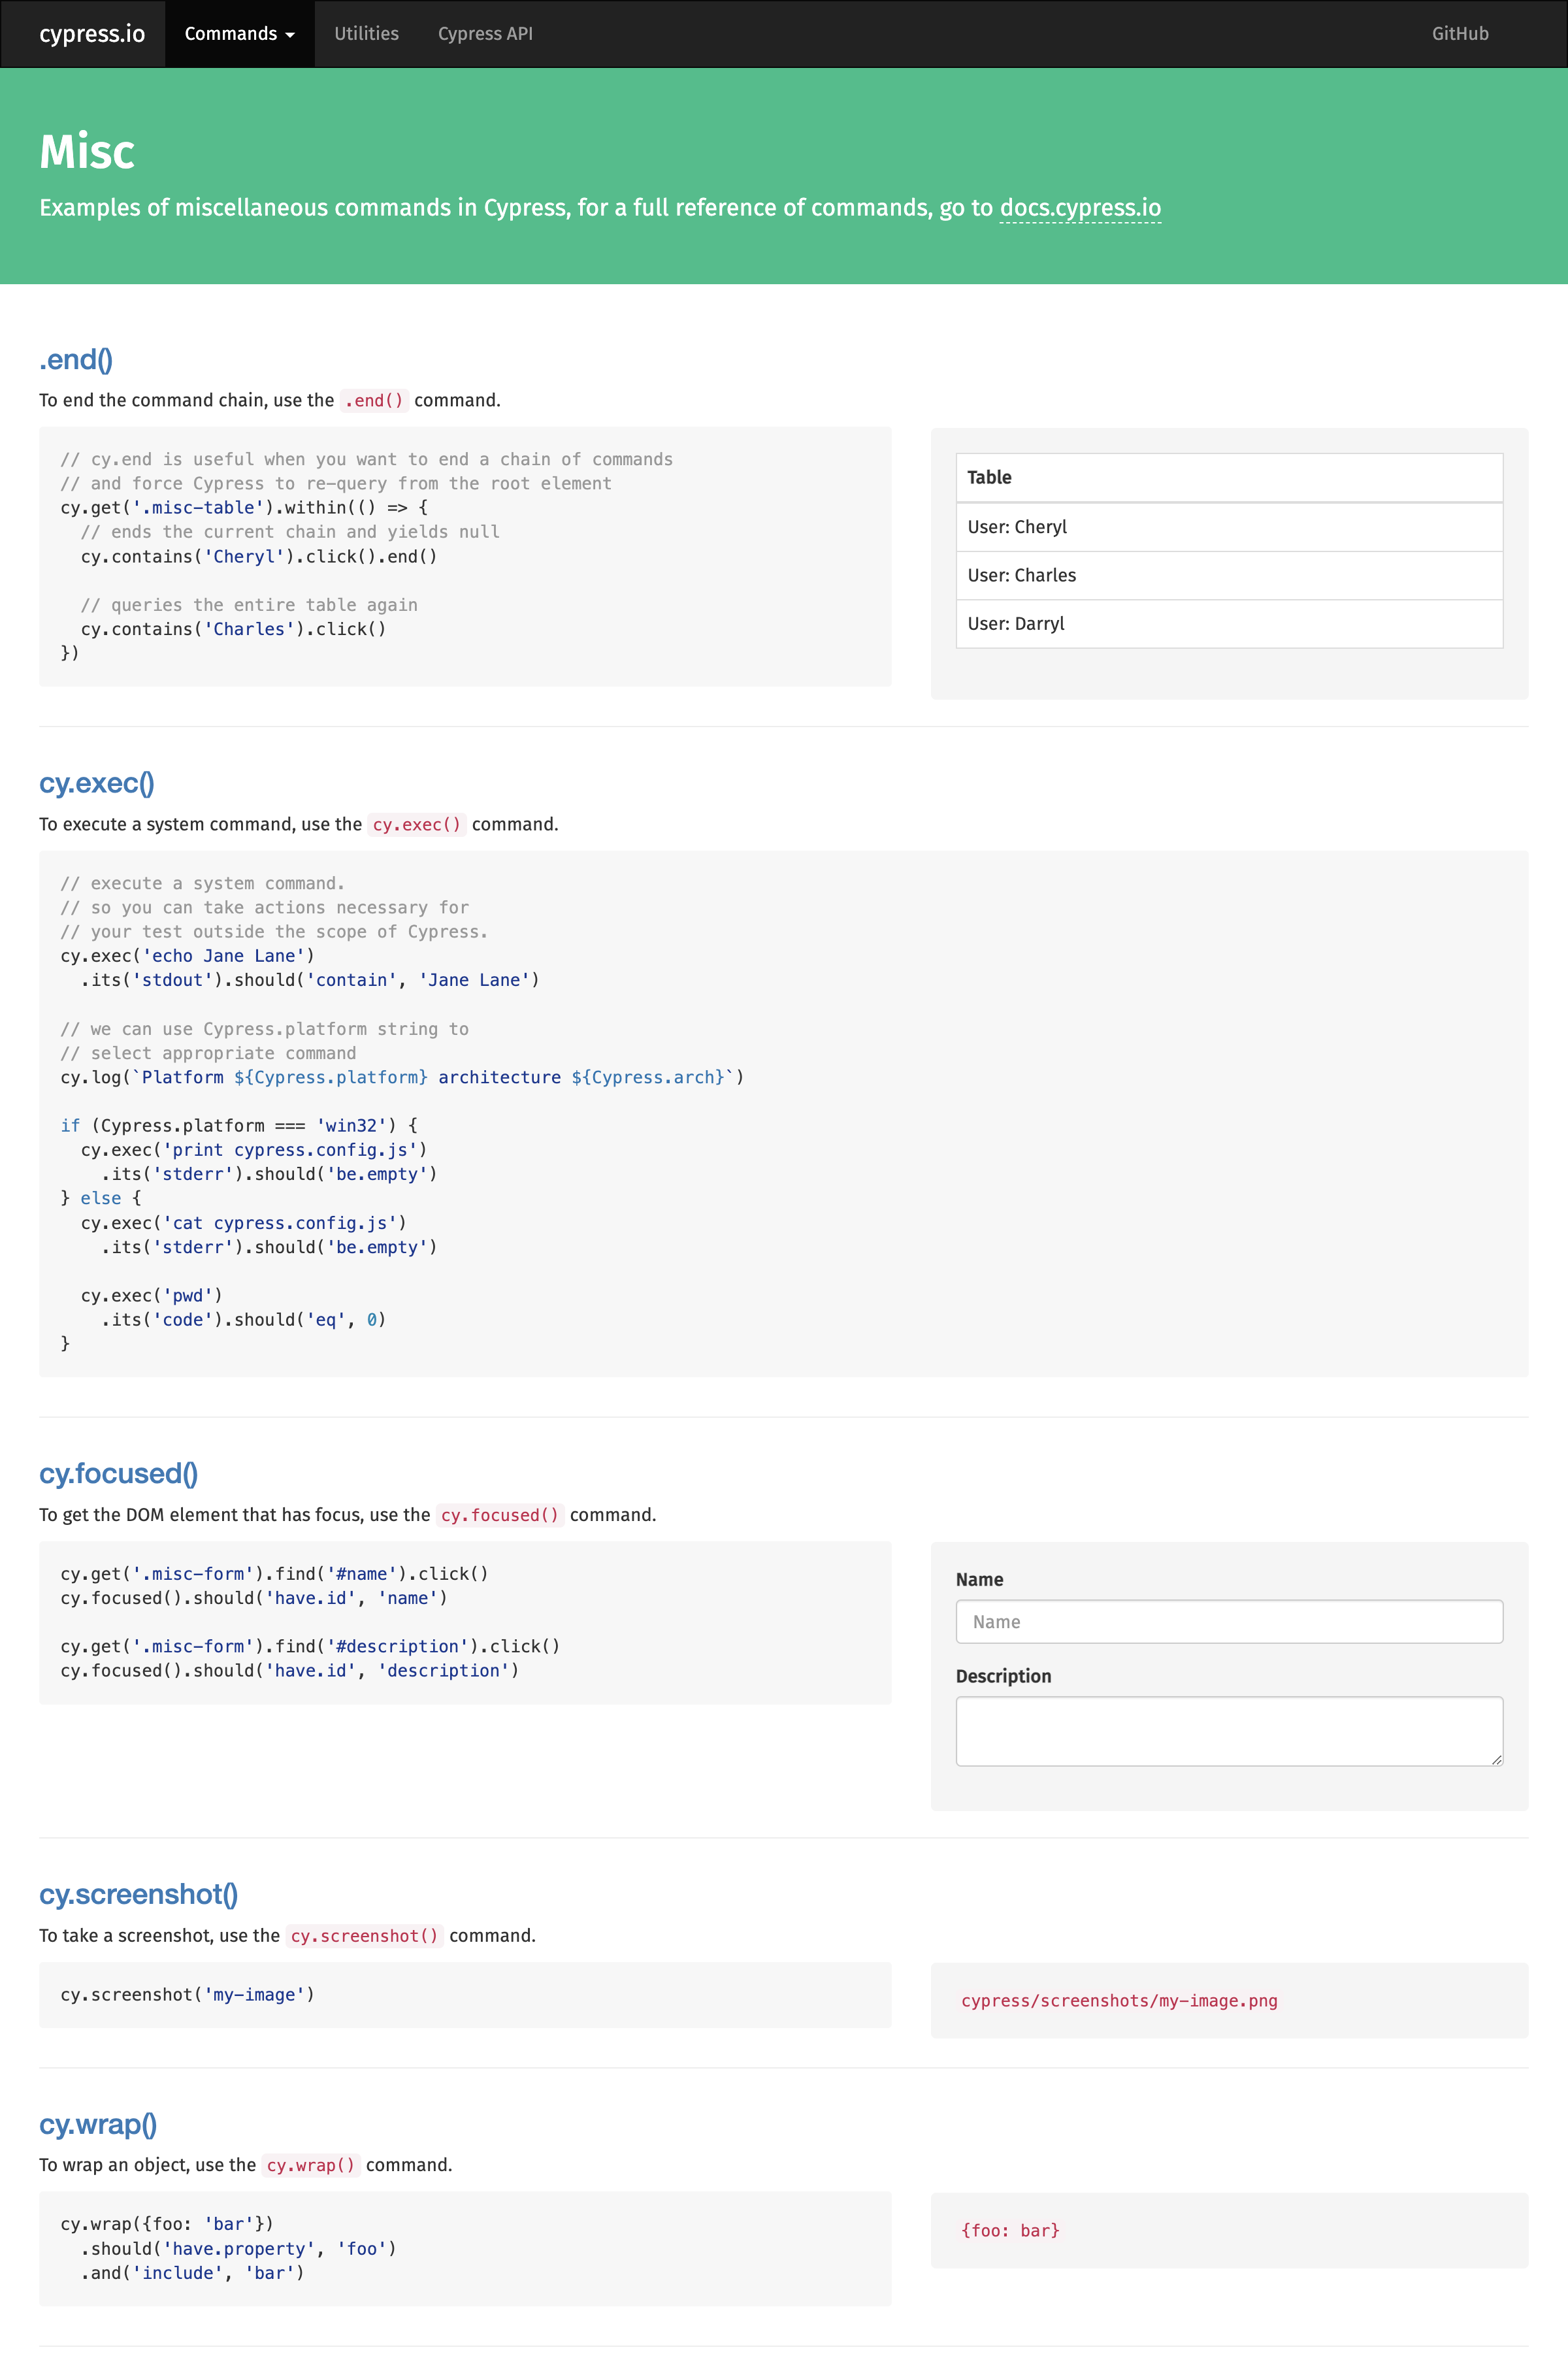 cypress.io Commands Utilities Cypress API GitHub
Misc
Examples of miscellaneous commands in Cypress, for a full reference of commands, go to docs.cypress.io
.end()
To end the command chain, use the .end() command.
// cy.end is useful when you want to end a chain of commands
// and force Cypress to re-query from the root element
cy.get('.misc-table').within(() => {
  // ends the current chain and yields null
  cy.contains('Cheryl').click().end()
  // queries the entire table again
  cy.contains('Charles').click()
})
Table
User: Cheryl
User: Charles
User: Darryl
cy.exec()
To execute a system command, use the cy.exec() command.
// execute a system command.
// so you can take actions necessary for
// your test outside the scope of Cypress.
cy.exec('echo Jane Lane')
  .its('stdout').should('contain', 'Jane Lane')
// we can use Cypress.platform string to
// select appropriate command
cy.log(`Platform ${Cypress.platform} architecture ${Cypress.arch}`)
if (Cypress.platform === 'win32') {
  cy.exec('print cypress.config.js')
    .its('stderr').should('be.empty')
} else {
  cy.exec('cat cypress.config.js')
    .its('stderr').should('be.empty')
  cy.exec('pwd')
    .its('code').should('eq', 0)
}
cy.focused()
To get the DOM element that has focus, use the cy.focused() command.
cy.get('.misc-form').find('#name').click()
cy.focused().should('have.id', 'name')
cy.get('.misc-form').find('#description').click()
cy.focused().should('have.id', 'description')
Name
Name
Description
cy.screenshot()
To take a screenshot, use the cy.screenshot() command.
cy.screenshot('my-image')
cypress/screenshots/my-image.png
cy.wrap()
To wrap an object, use the cy.wrap() command.
cy.wrap({foo: 'bar'})
  .should('have.property', 'foo')
  .and('include', 'bar')
{foo: bar}